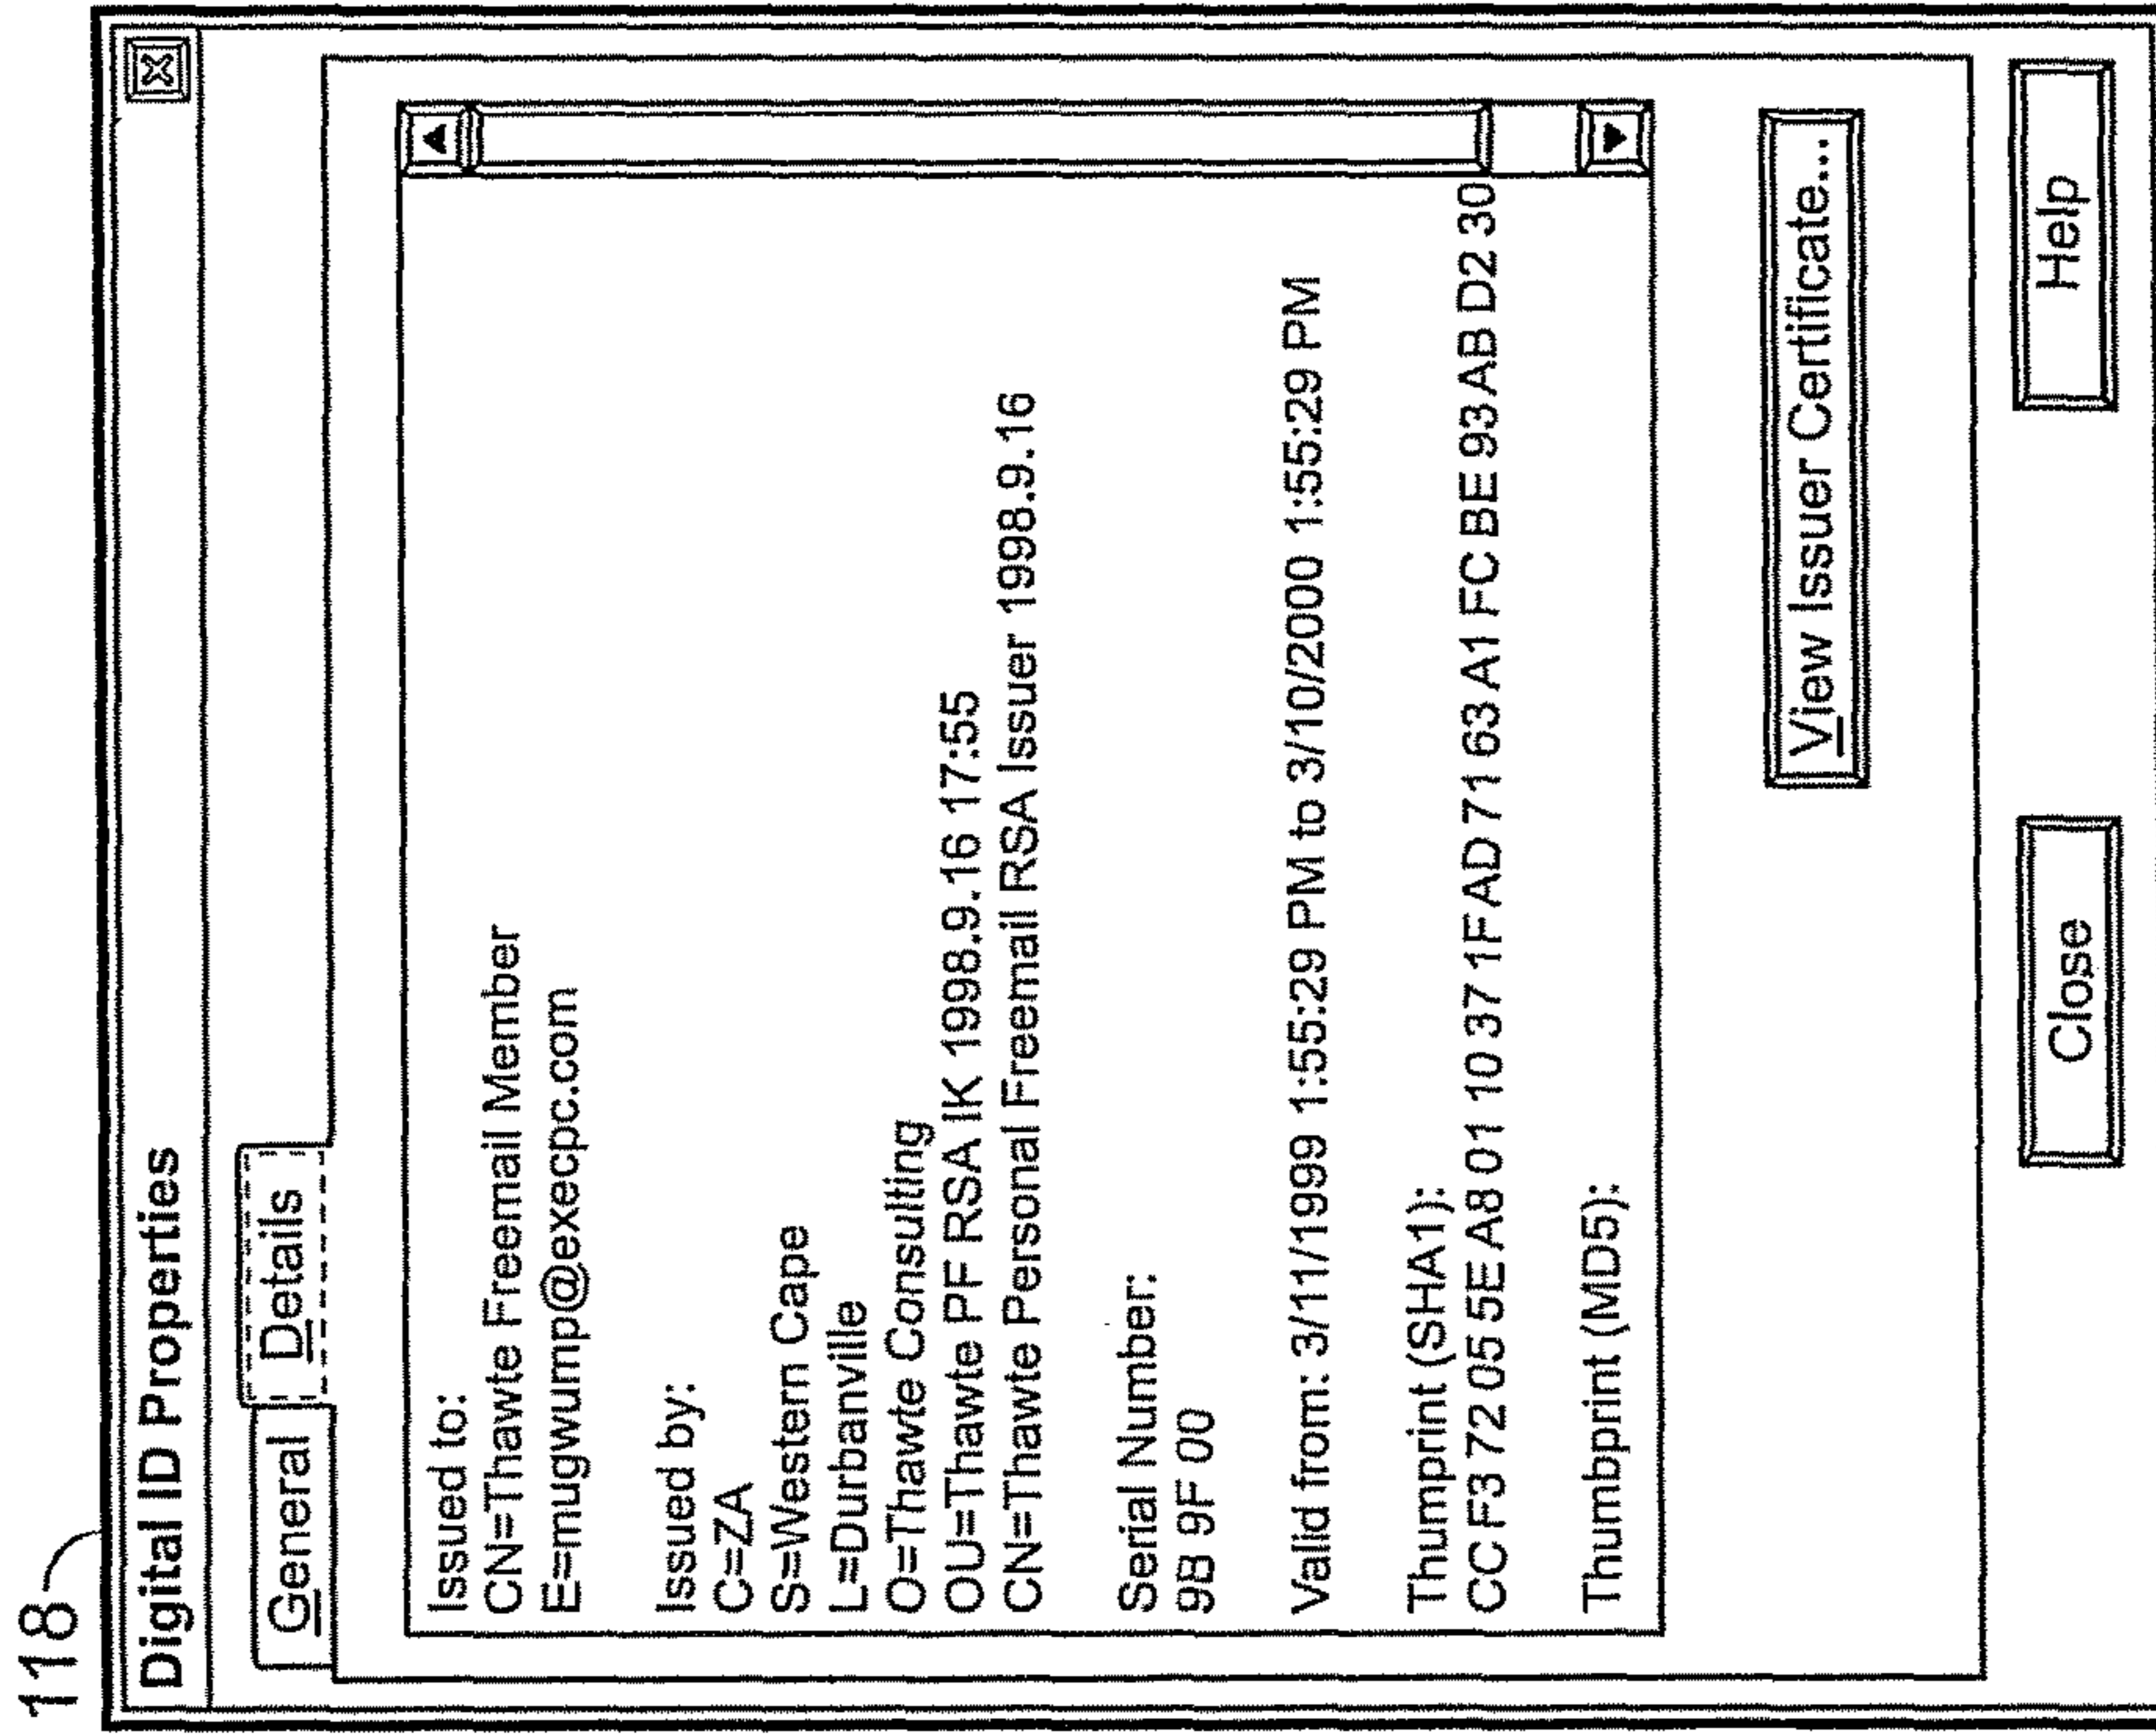 118
Digital ID Properties
General Details
Issued to:
CN=Thawte Freemail Member
E=mugwump@execpc.com
Issued by:
C=ZA
S=Western Cape
L=Durbanville
O=Thawte Consulting
OU=Thawte PF RSA IK 1998.9.16 17:55
CN=Thawte Personal Freemail RSA Issuer 1998.9.16
Serial Number:
9B 9F 00
Valid from: 3/11/1999 1:55:29 PM to 3/10/2000 1:55:29 PM
Thumprint (SHA1):
CC F3 72 05 5E A8 01 10 37 1F AD 71 63 A1 FC BE 93 AB D2 30
Thumbprint (MD5):
View Issuer Certificate...
Close Help